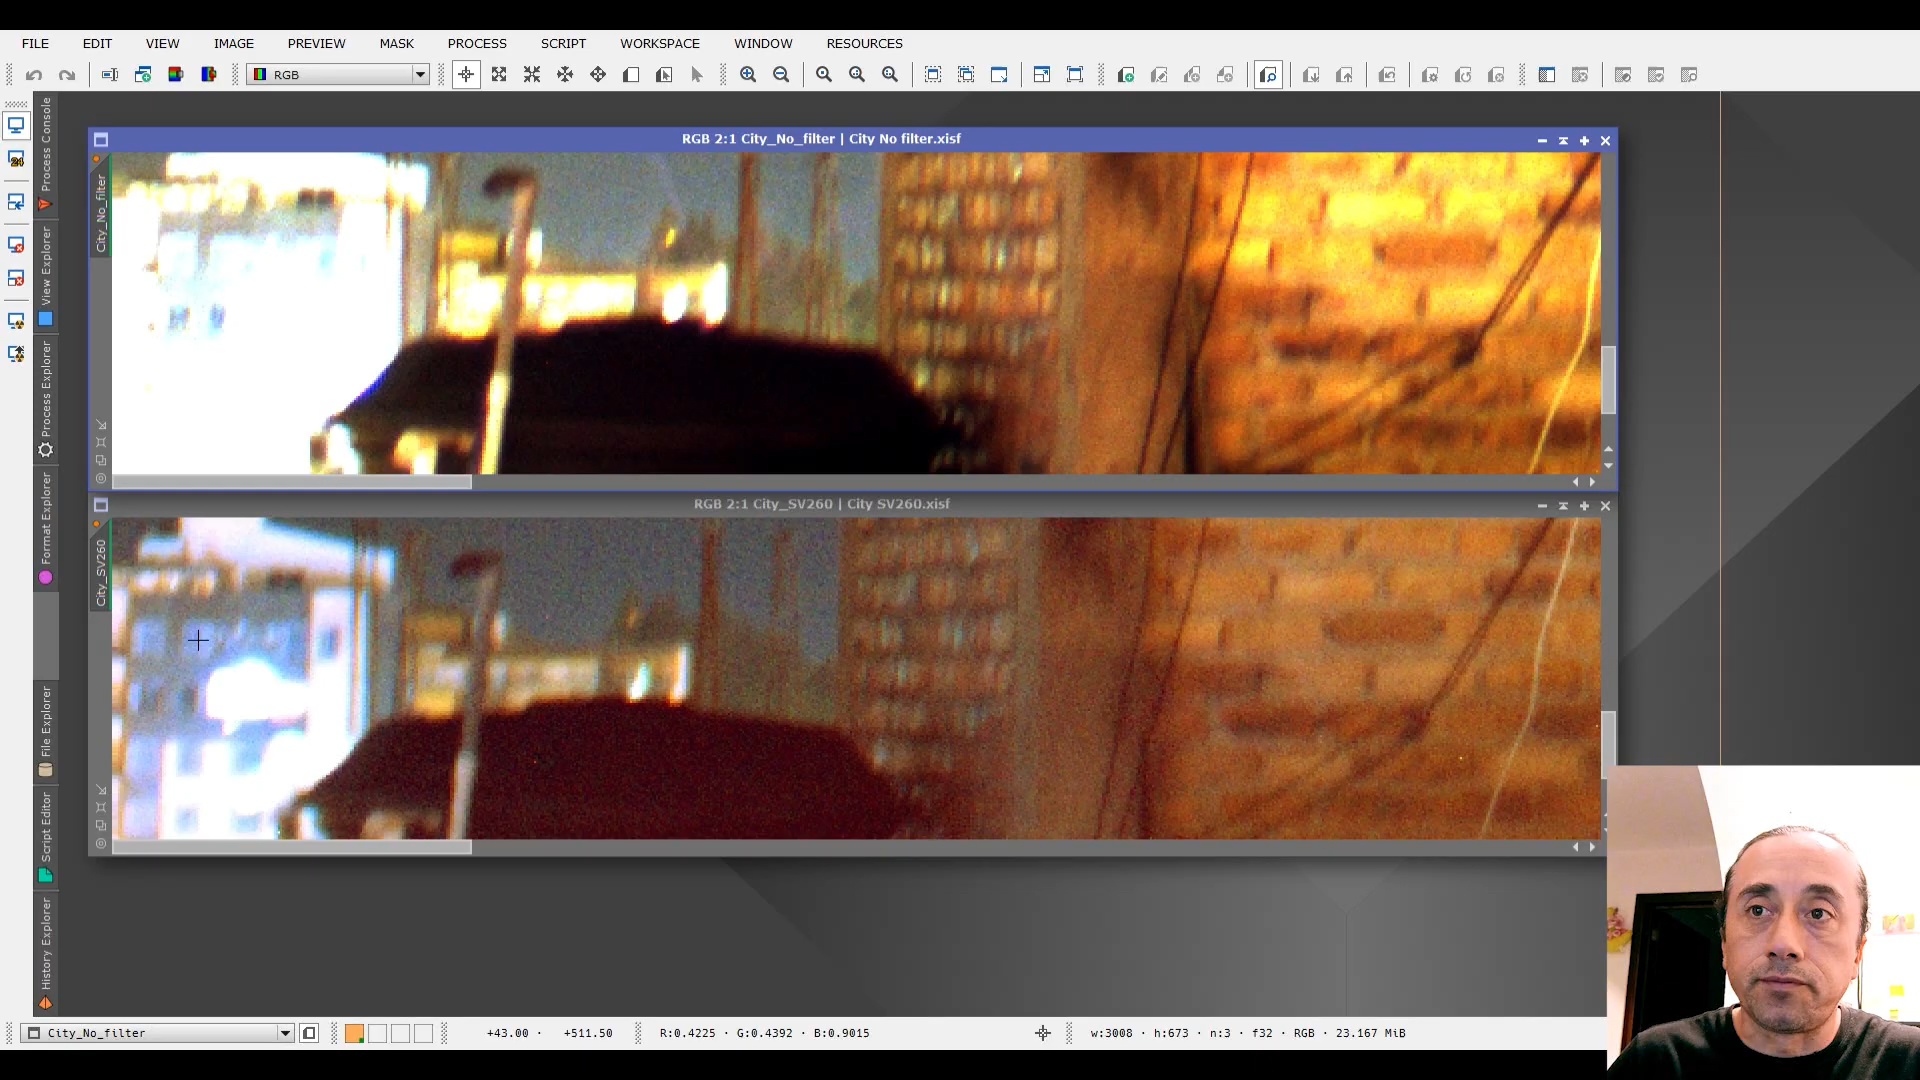 FILE EDIT VIEW IMAGE PREVIEW MASK PROCESS SCRIPT WORKSPACE WINDOW RESOURCES
RGB
24
Process Console
View Explorer
Process Explorer
Format Explorer
File Explorer
Script Editor
History Explorer
RGB 2:1 City_No_filter | City No filter.xisf
City_No_filter
RGB 2:1 City_SV260 | City SV260.xisf
City_SV260
City_No_filter
+43.00 · +511.50
R:0.4225 · G:0.4392 · B:0.9015
w:3008 · h:673 · n:3 · f32 · RGB · 23.167 MiB